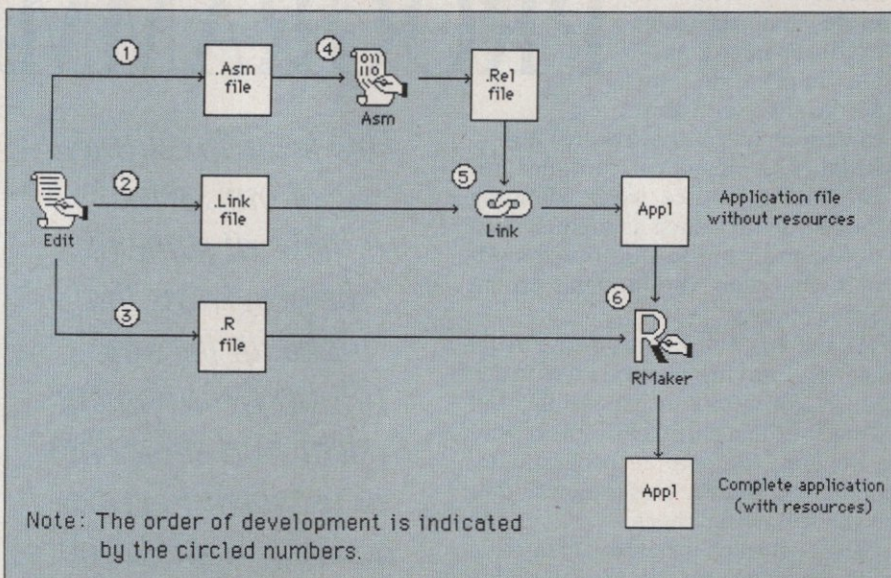 1
.Asm
file
4
011
110
Asm
.Rel
file
Edit
2
.Link
file
5
Link
Appl
Application file
without resources
3
.R
file
6
R
RMaker
Appl
Complete application
(with resources)
Note: The order of development is indicated
by the circled numbers.